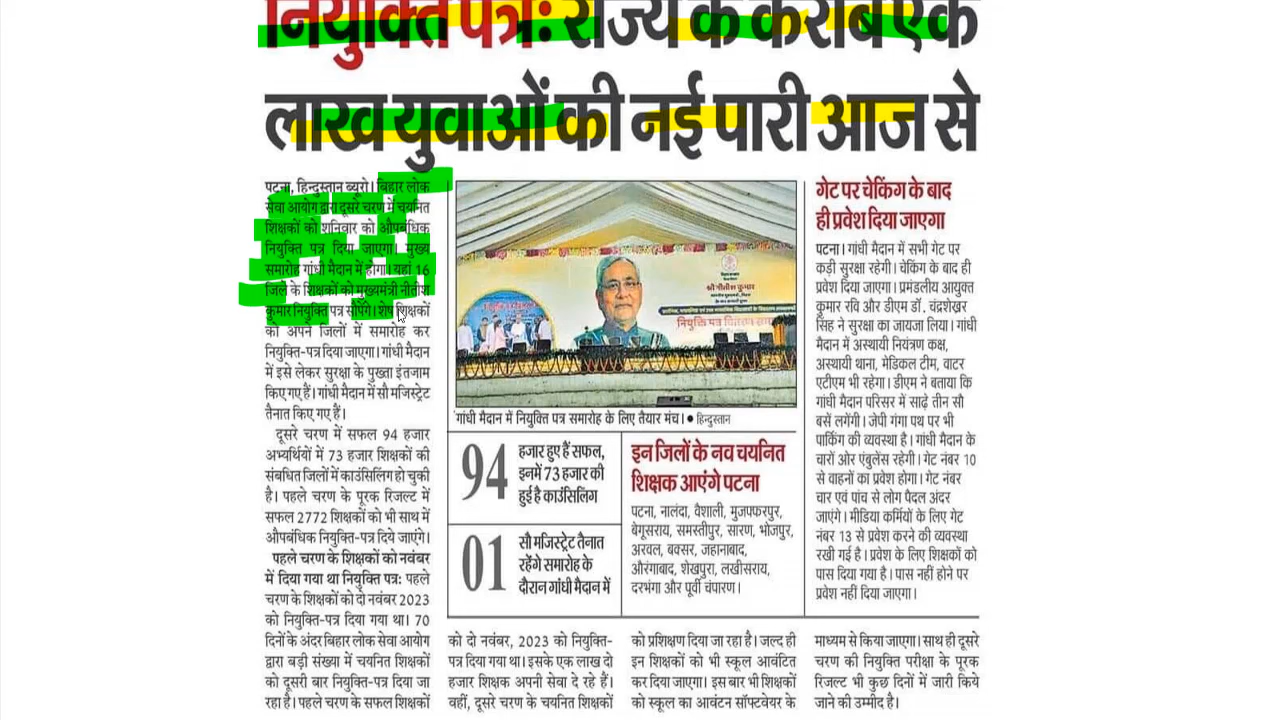 नियुक्ति पत्र: राज्य के करीब एक
लाख युवाओं की नई पारी आज से
पटना, हिन्दुस्तान ब्यूरो। बिहार लोक
सेवा आयोग द्वारा दूसरे चरण में चयनित
शिक्षकों को शनिवार को औपबंधिक
नियुक्ति पत्र दिया जाएगा। मुख्य
समारोह गांधी मैदान में होगा। यहां 16
जिले के शिक्षकों को मुख्यमंत्री नीतीश
कुमार नियुक्ति पत्र सौंपेंगे। शेष शिक्षकों
को अपने जिलों में समारोह कर
नियुक्ति-पत्र दिया जाएगा। गांधी मैदान
में इसे लेकर सुरक्षा के पुख्ता इंतजाम
किए गए हैं। गांधी मैदान में सौ मजिस्ट्रेट
तैनात किए गए हैं।
दूसरे चरण में सफल 94 हजार
अभ्यर्थियों में 73 हजार शिक्षकों की
संबंधित जिलों में काउंसिलिंग हो चुकी
है। पहले चरण के पूरक रिजल्ट में
सफल 2772 शिक्षकों को भी साथ में
औपबंधिक नियुक्ति-पत्र दिये जाएंगे।
पहले चरण के शिक्षकों को नवंबर
में दिया गया था नियुक्ति पत्र: पहले
चरण के शिक्षकों को दो नवंबर 2023
को नियुक्ति-पत्र दिया गया था। 70
दिनों के अंदर बिहार लोक सेवा आयोग
द्वारा बड़ी संख्या में चयनित शिक्षकों
को दूसरी बार नियुक्ति-पत्र दिया जा
रहा है। पहले चरण के सफल शिक्षकों
श्री नीतीश कुमार
नियुक्ति पत्र वितरण
गांधी मैदान में नियुक्ति पत्र समारोह के लिए तैयार मंच। ● हिन्दुस्तान
94
हजार हुए हैं सफल,
इनमें 73 हजार की
हुई है काउंसिलिंग
01
सौ मजिस्ट्रेट तैनात
रहेंगे समारोह के
दौरान गांधी मैदान में
इन जिलों के नव चयनित
शिक्षक आएंगे पटना
पटना, नालंदा, वैशाली, मुजफ्फरपुर,
बेगूसराय, समस्तीपुर, सारण, भोजपुर,
अरवल, बक्सर, जहानाबाद,
औरंगाबाद, शेखपुरा, लखीसराय,
दरभंगा और पूर्वी चंपारण।
को दो नवंबर, 2023 को नियुक्ति-
पत्र दिया गया था। इसके एक लाख दो
हजार शिक्षक अपनी सेवा दे रहे हैं।
वहीं, दूसरे चरण के चयनित शिक्षकों
को प्रशिक्षण दिया जा रहा है। जल्द ही
इन शिक्षकों को भी स्कूल आवंटित
कर दिया जाएगा। इस बार भी शिक्षकों
को स्कूल का आवंटन सॉफ्टवेयर के
गेट पर चेकिंग के बाद
ही प्रवेश दिया जाएगा
पटना। गांधी मैदान में सभी गेट पर
कड़ी सुरक्षा रहेगी। चेकिंग के बाद ही
प्रवेश दिया जाएगा। प्रमंडलीय आयुक्त
कुमार रवि और डीएम डॉ. चंद्रशेखर
सिंह ने सुरक्षा का जायजा लिया। गांधी
मैदान में अस्थायी नियंत्रण कक्ष,
अस्थायी थाना, मेडिकल टीम, वाटर
एटीएम भी रहेगा। डीएम ने बताया कि
गांधी मैदान परिसर में साढ़े तीन सौ
बसें लगेंगी। जेपी गंगा पथ पर भी
पार्किंग की व्यवस्था है। गांधी मैदान के
चारों ओर एंबुलेंस रहेगी। गेट नंबर 10
से वाहनों का प्रवेश होगा। गेट नंबर
चार एवं पांच से लोग पैदल अंदर
जाएंगे। मीडिया कर्मियों के लिए गेट
नंबर 13 से प्रवेश करने की व्यवस्था
रखी गई है। प्रवेश के लिए शिक्षकों को
पास दिया गया है। पास नहीं होने पर
प्रवेश नहीं दिया जाएगा।
माध्यम से किया जाएगा। साथ ही दूसरे
चरण की नियुक्ति परीक्षा के पूरक
रिजल्ट भी कुछ दिनों में जारी किये
जाने की उम्मीद है।